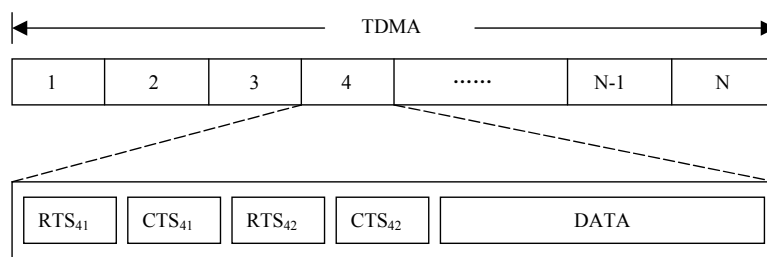 TDMA
1 2 3 4 ...... N-1 N
RTS41 CTS41 RTS42 CTS42 DATA